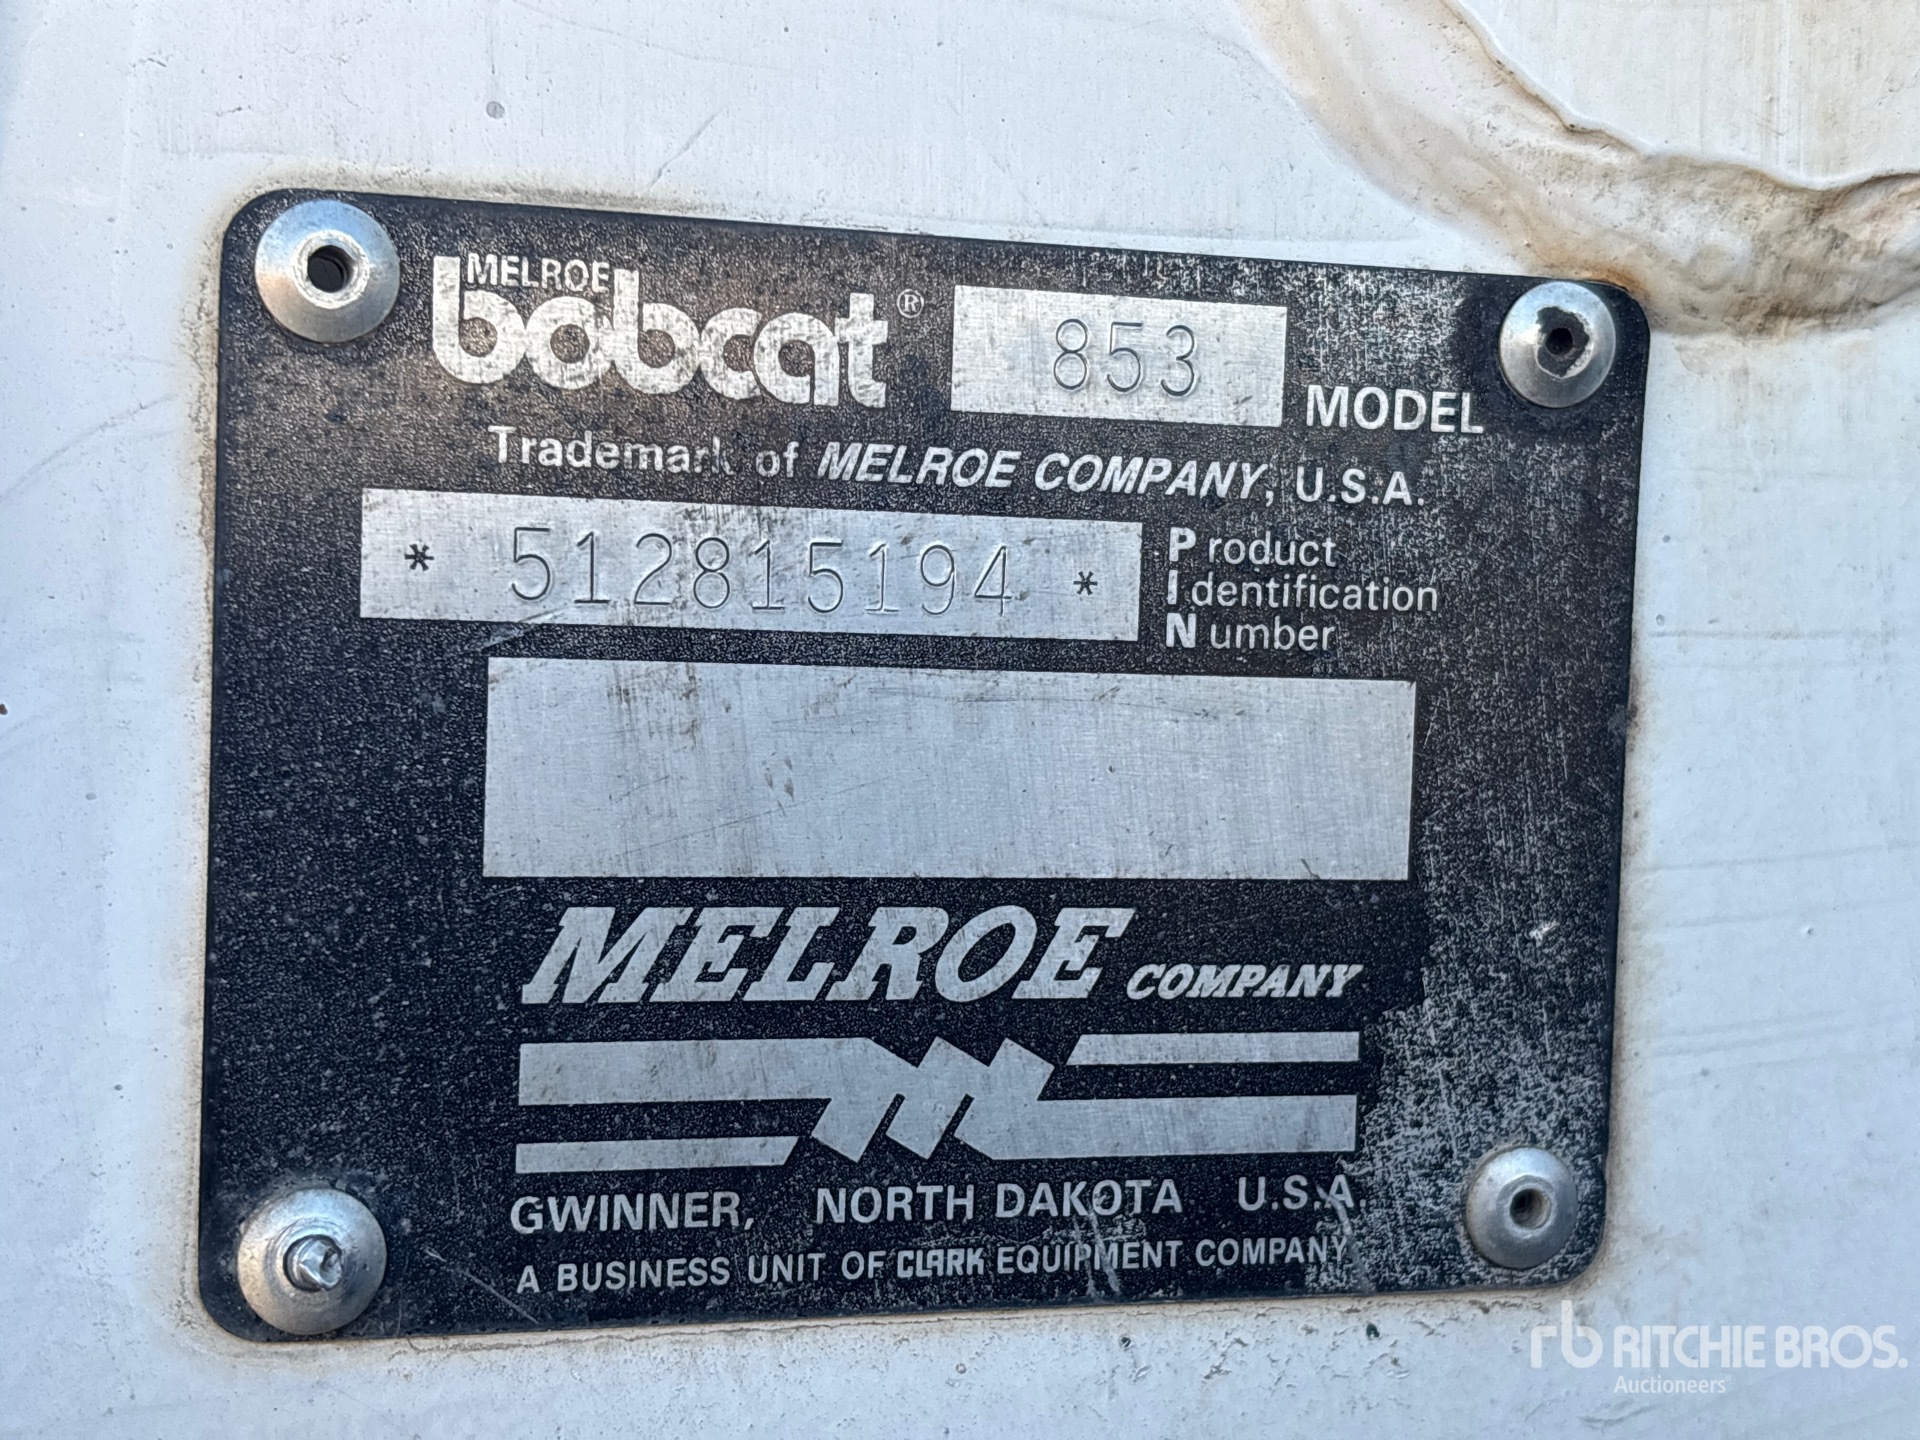 MELROE
bobcat® 853 MODEL
Trademark of MELROE COMPANY, U.S.A.
* 512815194 * Product
Identification
Number
MELROE COMPANY
GWINNER, NORTH DAKOTA U.S.A.
A BUSINESS UNIT OF CLARK EQUIPMENT COMPANY
rb RITCHIE BROS.
Auctioneers